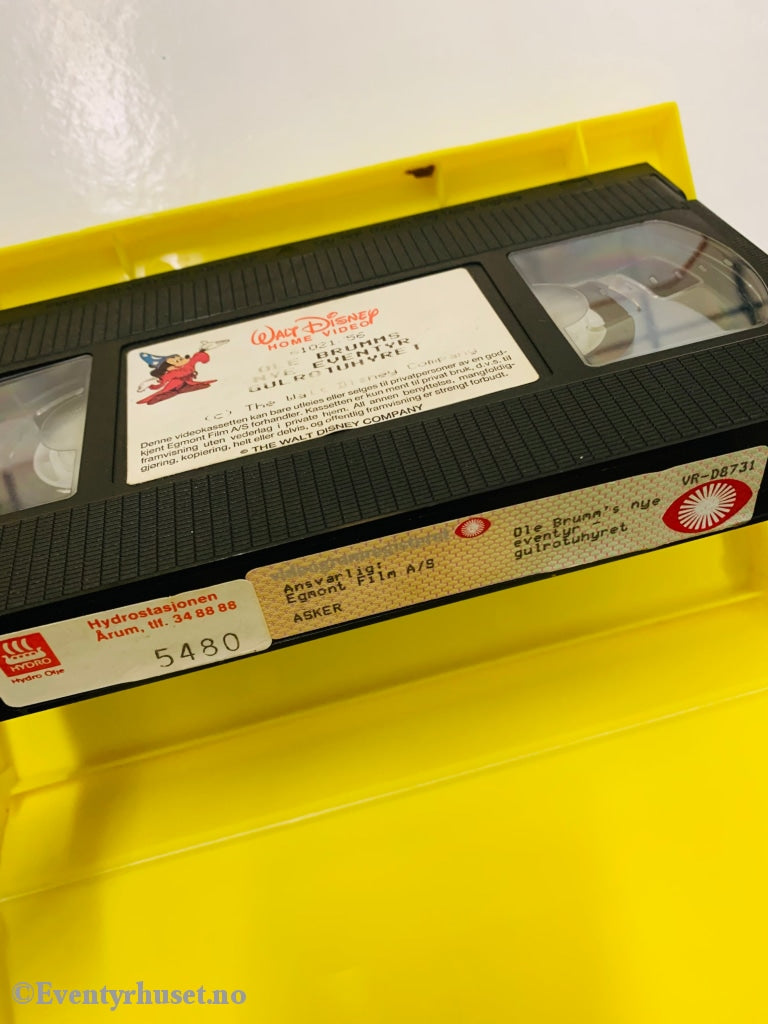 WALT DISNEY
HOME VIDEO
61021 56
OLE BRUMMS
NYE EVENTYR,
GULROTUHYRET
(C) The Walt Disney Company
Denne videokassetten kan bare utleies eller selges til privatpersoner av en god-
kjent Egmont Film A/S forhandler. Kassetten er kun ment til privat bruk, d.v.s. til
framvisning uten vederlag i private hjem. All annen benyttelse, mangfoldig-
gjøring, kopiering, helt eller delvis, og offentlig framvisning er strengt forbudt.
© THE WALT DISNEY COMPANY
VR-D8731
Ole Brumm's nye
eventyr -
gulrotuhyret
Ansvarlig:
Egmont Film A/S
ASKER
Hydrostasjonen
Årum, tlf. 34 88 88
5480
HYDRO
Hydro Olje
©Eventyrhuset.no